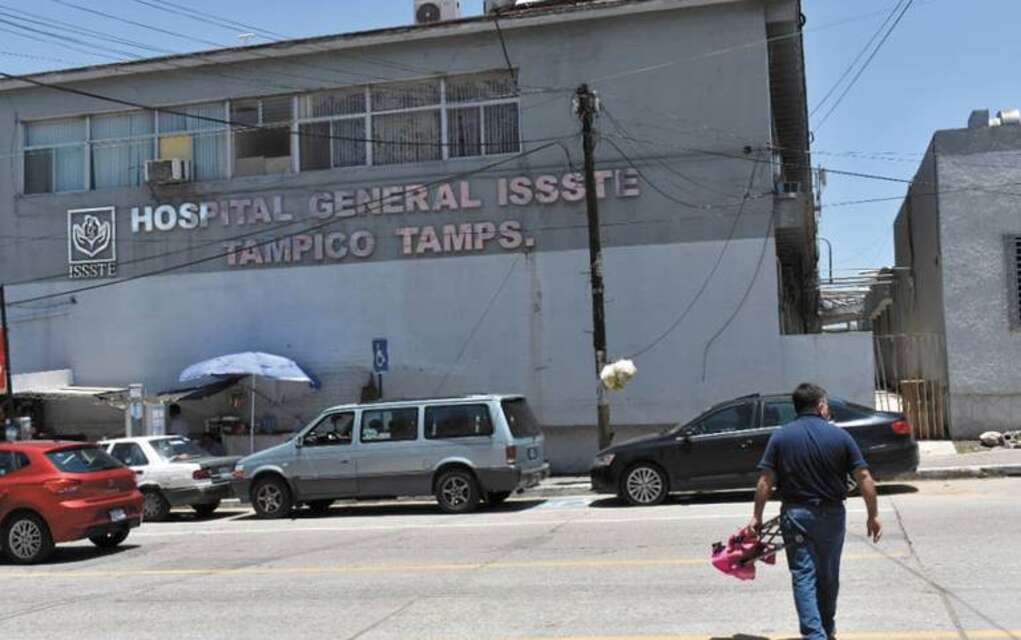 HOSPITAL GENERAL ISSSTE
TAMPICO TAMPS.
ISSSTE